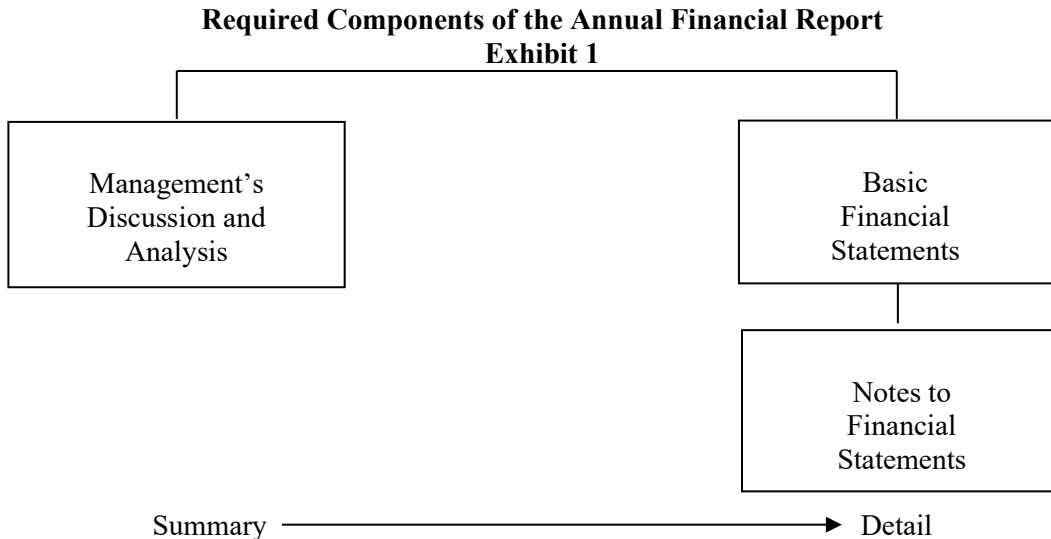 Required Components of the Annual Financial Report
Exhibit 1
Management’s
Discussion and
Analysis
Basic
Financial
Statements
Notes to
Financial
Statements
Summary
Detail